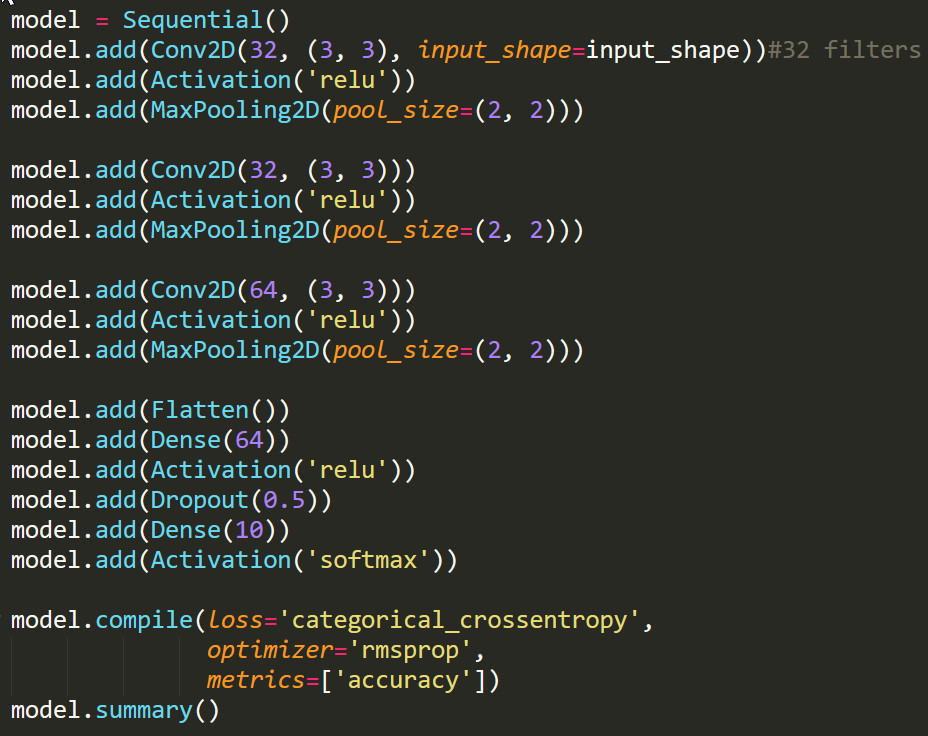 model = Sequential()
model.add(Conv2D(32, (3, 3), input_shape=input_shape))#32 filters
model.add(Activation('relu'))
model.add(MaxPooling2D(pool_size=(2, 2)))

model.add(Conv2D(32, (3, 3)))
model.add(Activation('relu'))
model.add(MaxPooling2D(pool_size=(2, 2)))

model.add(Conv2D(64, (3, 3)))
model.add(Activation('relu'))
model.add(MaxPooling2D(pool_size=(2, 2)))

model.add(Flatten())
model.add(Dense(64))
model.add(Activation('relu'))
model.add(Dropout(0.5))
model.add(Dense(10))
model.add(Activation('softmax'))

model.compile(loss='categorical_crossentropy',
              optimizer='rmsprop',
              metrics=['accuracy'])
model.summary()